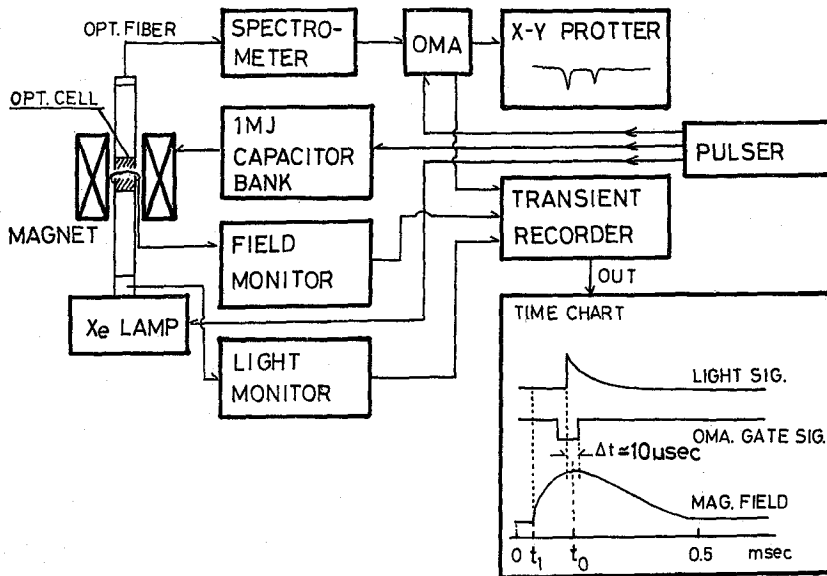 OPT. FIBER
SPECTRO-
METER
OMA
X-Y PROTTER
OPT. CELL
1MJ
CAPACITOR
BANK
PULSER
MAGNET
FIELD
MONITOR
TRANSIENT
RECORDER
OUT
Xe LAMP
LIGHT
MONITOR
TIME CHART
LIGHT SIG.
OMA. GATE SIG.
Δt≃10μsec
MAG. FIELD
0 t₁ t₀ 0.5 msec